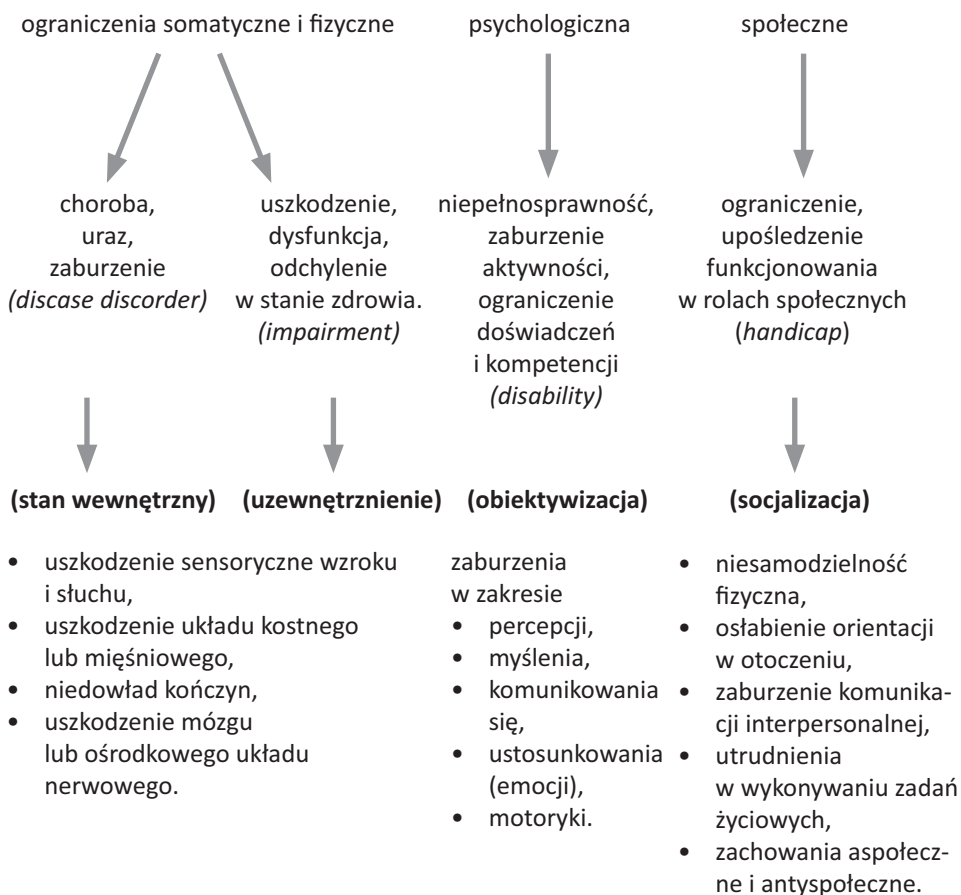 ograniczenia somatyczne i fizyczne
psychologiczna
społeczne
choroba,
uraz,
zaburzenie
(discase discorder)
uszkodzenie,
dysfunkcja,
odchylenie
w stanie zdrowia.
(impairment)
niepełnosprawność,
zaburzenie
aktywności,
ograniczenie
doświadczeń
i kompetencji
(disability)
ograniczenie,
upośledzenie
funkcjonowania
w rolach społecznych
(handicap)
(stan wewnętrzny)
(uzewnętrznienie)
(obiektywizacja)
(socjalizacja)
• uszkodzenie sensoryczne wzroku
i słuchu,
• uszkodzenie układu kostnego
lub mięśniowego,
• niedowład kończyn,
• uszkodzenie mózgu
lub ośrodkowego układu
nerwowego.
zaburzenia
w zakresie
• percepcji,
• myślenia,
• komunikowania
się,
• ustosunkowania
(emocji),
• motoryki.
• niesamodzielność
fizyczna,
• osłabienie orientacji
w otoczeniu,
• zaburzenie komunika-
cji interpersonalnej,
• utrudnienia
w wykonywaniu zadań
życiowych,
• zachowania aspołecz-
ne i antyspołeczne.